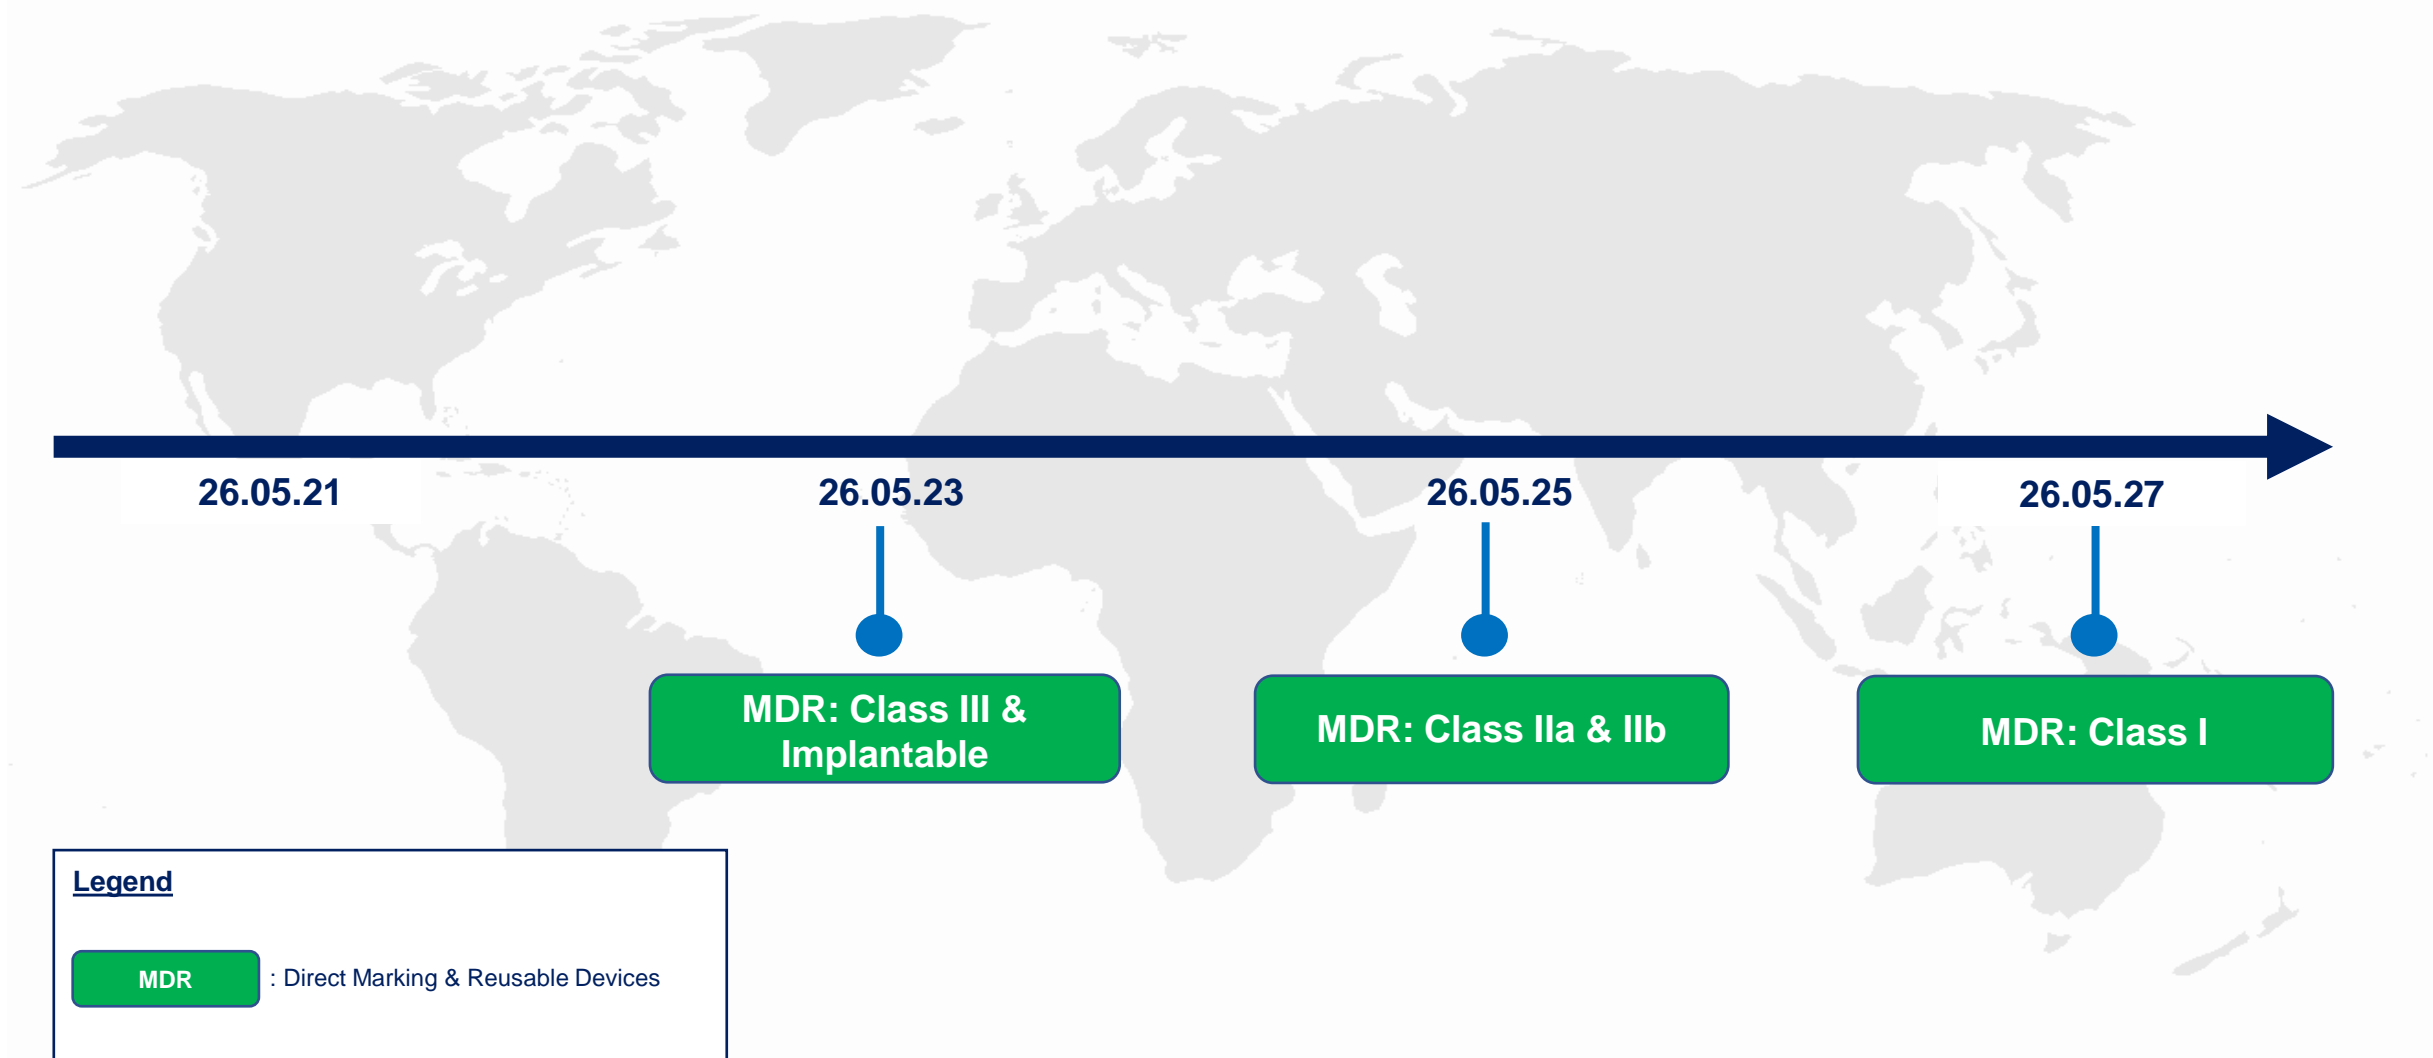 26.05.21
26.05.23
26.05.25
26.05.27
MDR: Class III &
Implantable
MDR: Class IIa & IIb
MDR: Class I
Legend
MDR
: Direct Marking & Reusable Devices